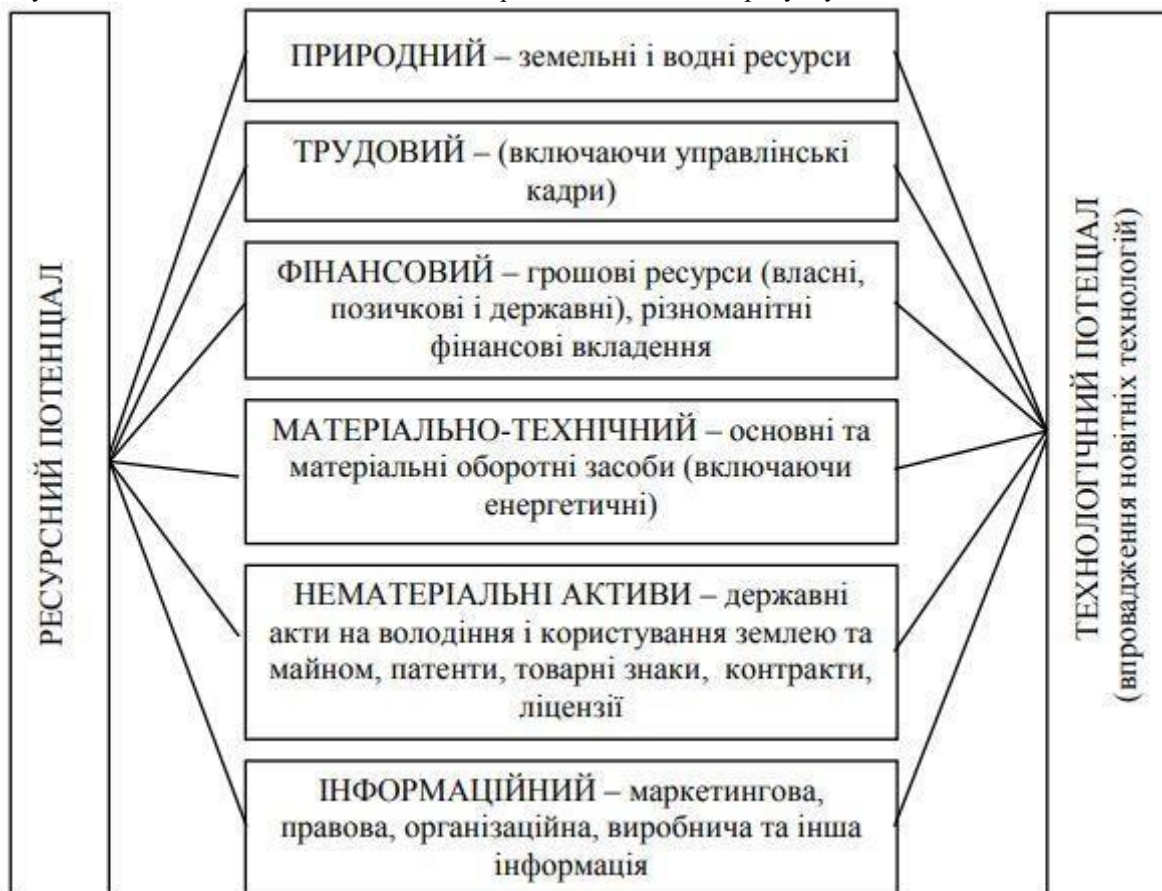 РЕСУРСНИЙ ПОТЕНЦІАЛ
ПРИРОДНИЙ – земельні і водні ресурси
ТРУДОВИЙ – (включаючи управлінські
кадри)
ФІНАНСОВИЙ – грошові ресурси (власні,
позичкові і державні), різноманітні
фінансові вкладення
МАТЕРІАЛЬНО-ТЕХНІЧНИЙ – основні та
матеріальні оборотні засоби (включаючи
енергетичні)
НЕМАТЕРІАЛЬНІ АКТИВИ – державні
акти на володіння і користування землею та
майном, патенти, товарні знаки, контракти,
ліцензії
ІНФОРМАЦІЙНИЙ – маркетингова,
правова, організаційна, виробнича та інша
інформація
ТЕХНОЛОГІЧНИЙ ПОТЕЦІАЛ
(впровадження новітніх технологій)